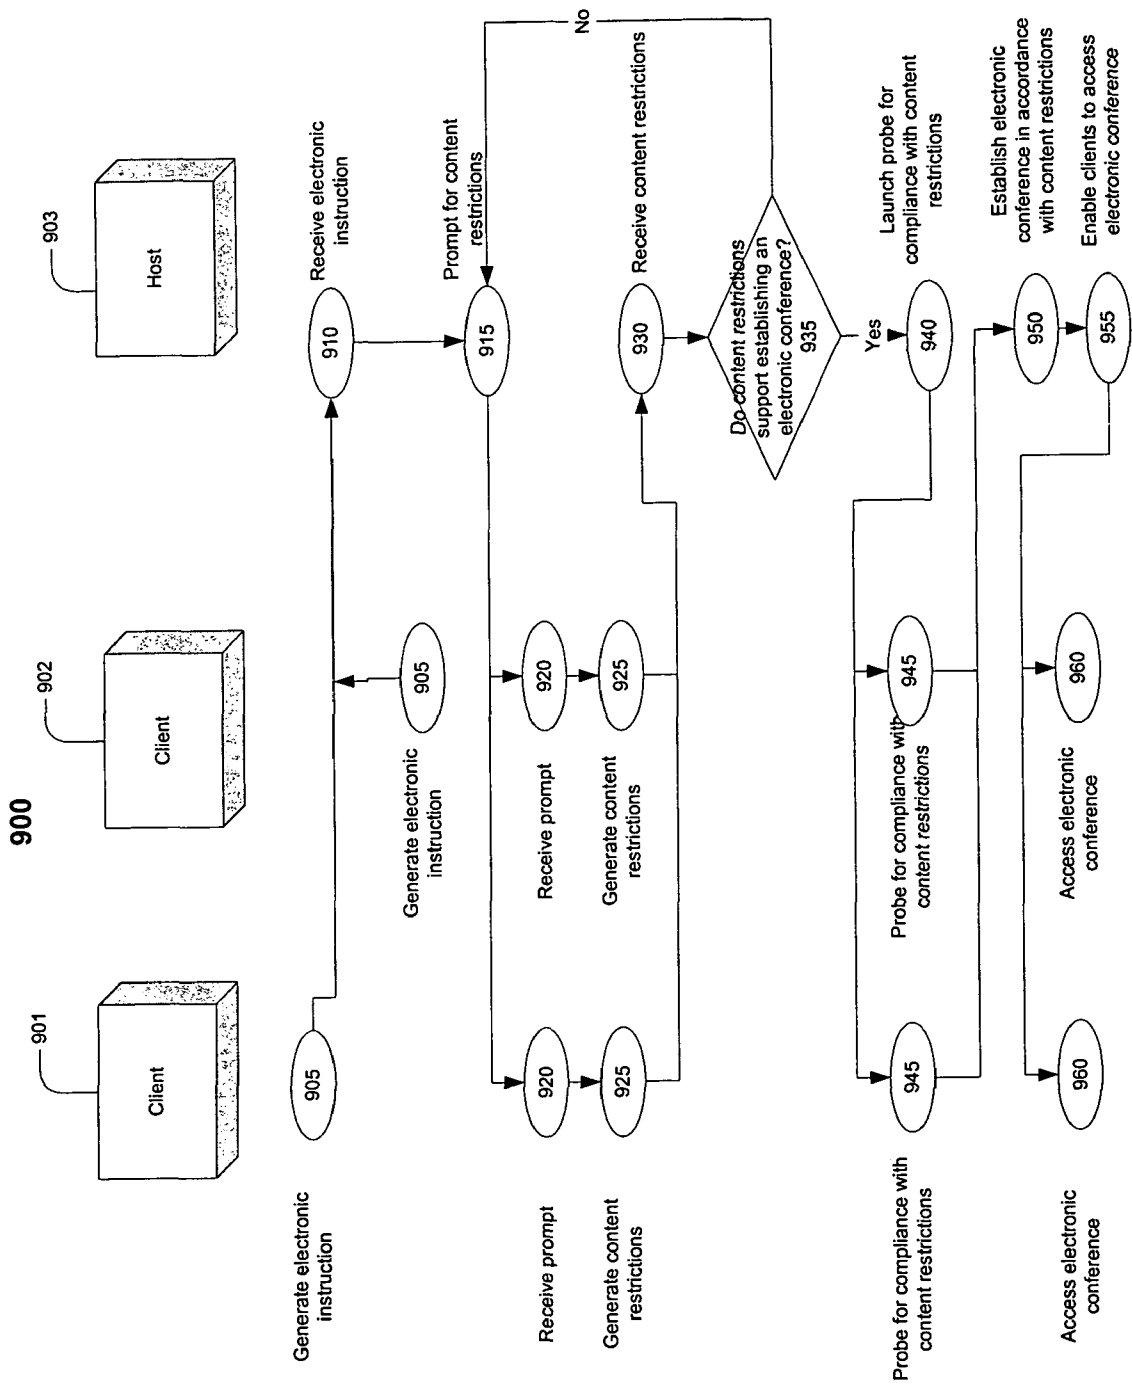 900
901
902
903
Client
Client
Host
Generate electronic
instruction
905
Generate electronic
instruction
905
910
Receive electronic
instruction
915
Prompt for content
restrictions
Receive prompt
920
Receive prompt
920
Generate content
restrictions
925
Generate content
restrictions
925
930
Receive content restrictions
Do content restrictions
support establishing an
electronic conference?
935
No
Yes
940
Launch probe for
compliance with content
restrictions
Probe for compliance with
content restrictions
945
Probe for compliance with
content restrictions
945
950
Establish electronic
conference in accordance
with content restrictions
955
Enable clients to access
electronic conference
Access electronic
conference
960
Access electronic
conference
960